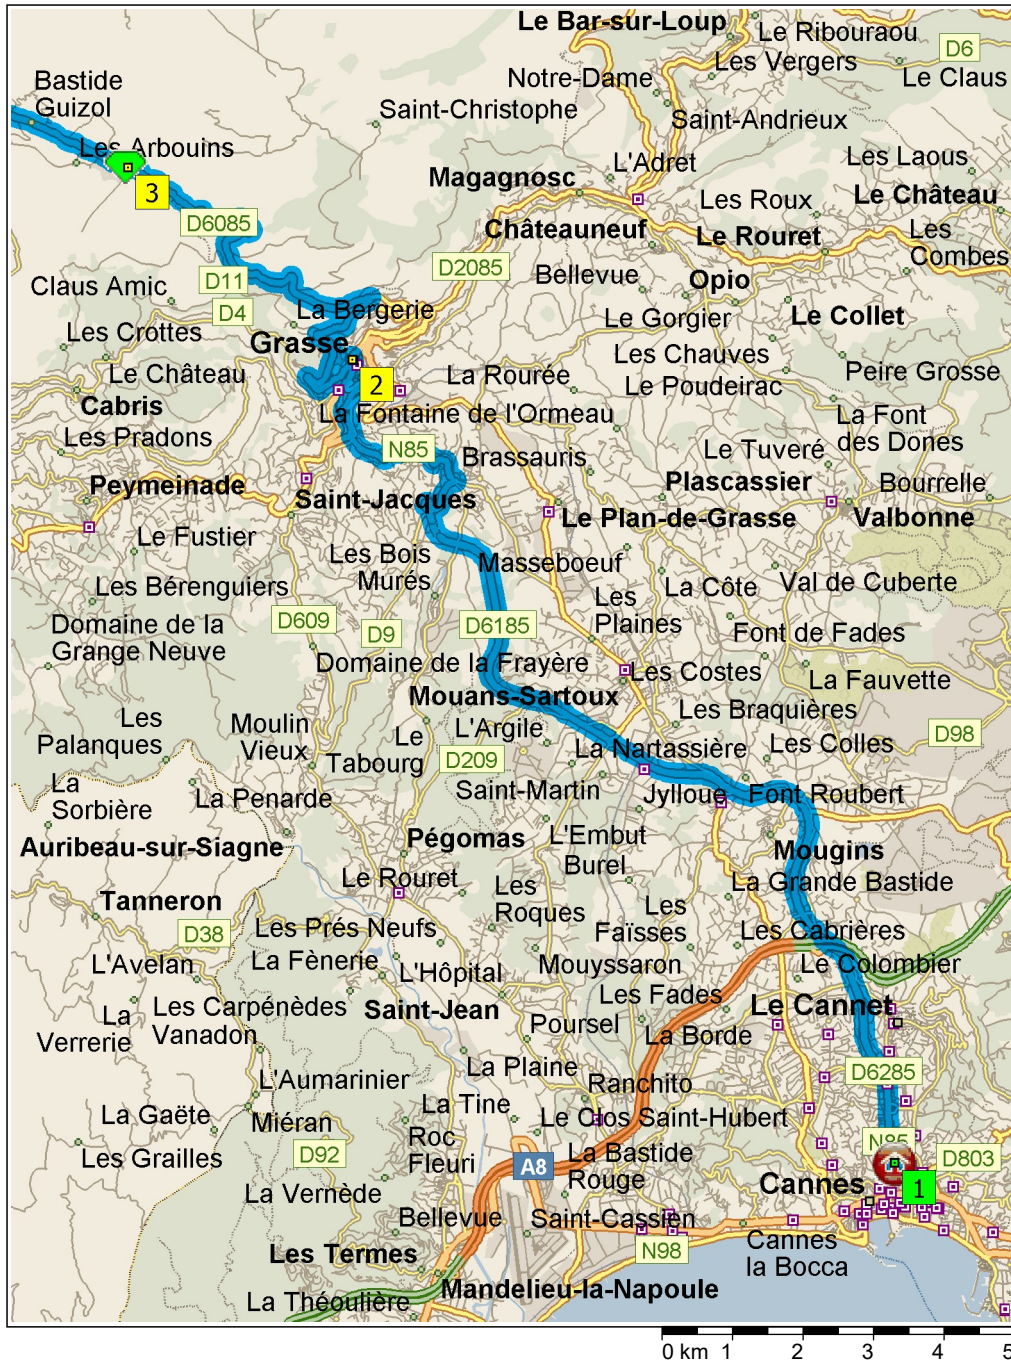 Le Bar-sur-Loup
Le Ribouraou
D6
Les Vergers
Le Claus
Notre-Dame
Bastide
Guizol
Saint-Christophe
Saint-Andrieux
Les Arbouins
L'Adret
Les Laous
Magagnosc
3
Les Roux
Le Château
D6085
Châteauneuf
Le Rouret
Les
Combes
D2085
Bellevue
Opio
D11
Claus Amic
D4
La Bergerie
Le Gorgier
Le Collet
Les Crottes
Grasse
Les Chauves
Le Château
La Rourée
Le Poudeirac
Peire Grosse
2
Cabris
La Fontaine de l'Ormeau
La Font
des Dones
Les Pradons
N85
Brassauris
Le Tuveré
Peymeinade
Saint-Jacques
Plascassier
Bourrelle
Le Plan-de-Grasse
Valbonne
Le Fustier
Les Bois
Murés
Masseboeuf
Les Bérenguiers
La Côte
Val de Cuberte
Les
Plaines
D609
D9
D6185
Font de Fades
Domaine de la
Grange Neuve
Domaine de la Frayère
Les Costes
La Fauvette
Mouans-Sartoux
Les
Palanques
Moulin
Vieux
L'Argile
Les Braquières
Le
Tabourg
La Nartassière
Les Colles
D98
D209
La
Sorbière
La Penarde
Saint-Martin
Jylloue
Font Roubert
Auribeau-sur-Siagne
Pégomas
L'Embut
Mougins
Burel
Le Rouret
La Grande Bastide
Tanneron
Les
Roques
Les
Faïsses
Les Prés Neufs
D38
Les Cabrières
L'Avelan
La Fènerie
L'Hôpital
Mouyssaron
Le Colombier
Les Carpénèdes
Saint-Jean
Les Fades
Le Cannet
La
Verrerie
Vanadon
Poursel
La Borde
La Plaine
D6285
L'Aumarinier
Ranchito
La Gaëte
Miéran
La Tine
Le Clos Saint-Hubert
Les Grailles
D92
Roc
Fleuri
N85
D803
A8
La Bastide
Rouge
La Vernède
Cannes
1
Bellevue
Saint-Cassien
Les Termes
N98
Cannes
la Bocca
Mandelieu-la-Napoule
La Théoulière
0 km 1 2 3 4 5